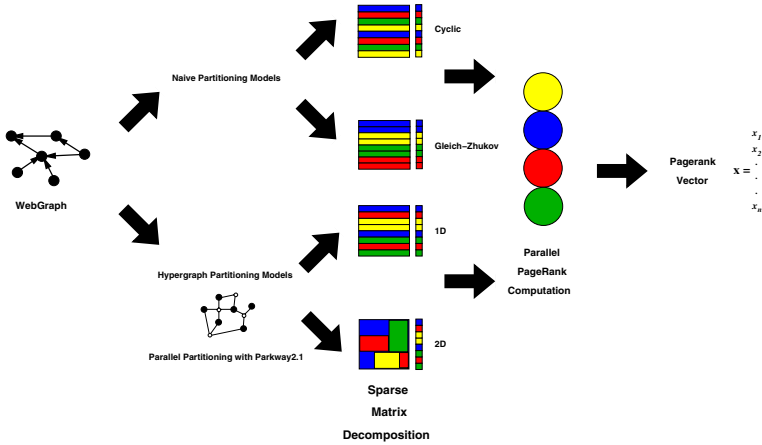 Cyclic
Naive Partitioning Models
Gleich-Zhukov
WebGraph
Pagerank
Vector
x =
x1
x2
.
.
.
xn
1D
Hypergraph Partitioning Models
Parallel
PageRank
Computation
Parallel Partitioning with Parkway2.1
2D
Sparse
Matrix
Decomposition